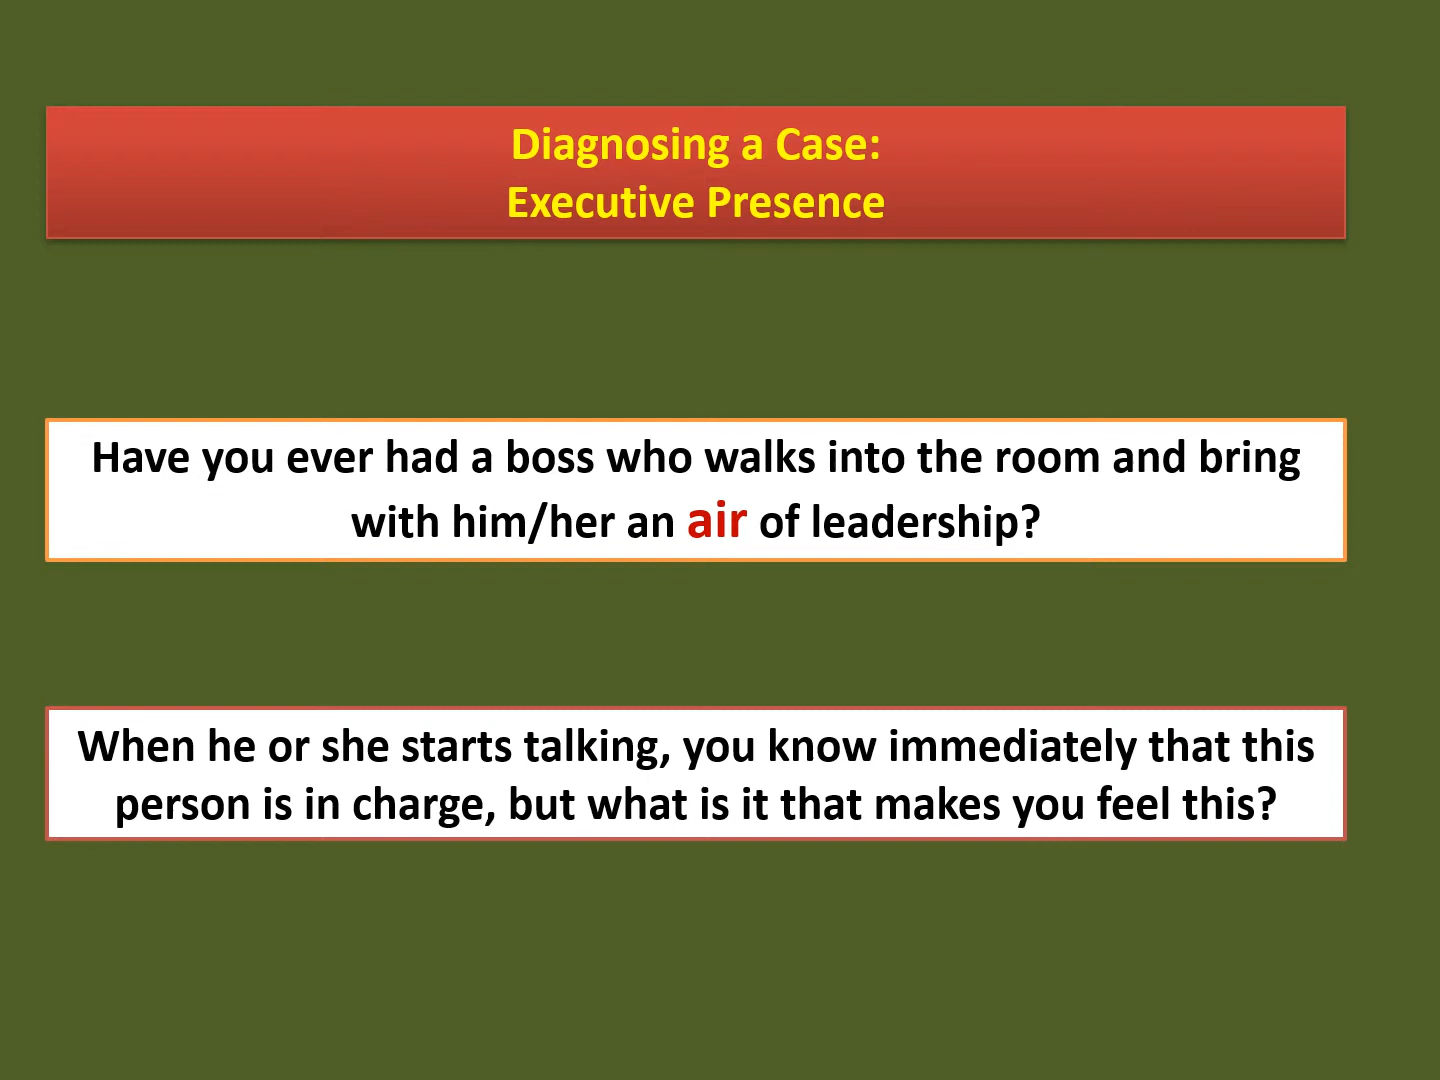 Diagnosing a Case:
Executive Presence
Have you ever had a boss who walks into the room and bring
with him/her an air of leadership?
When he or she starts talking, you know immediately that this
person is in charge, but what is it that makes you feel this?